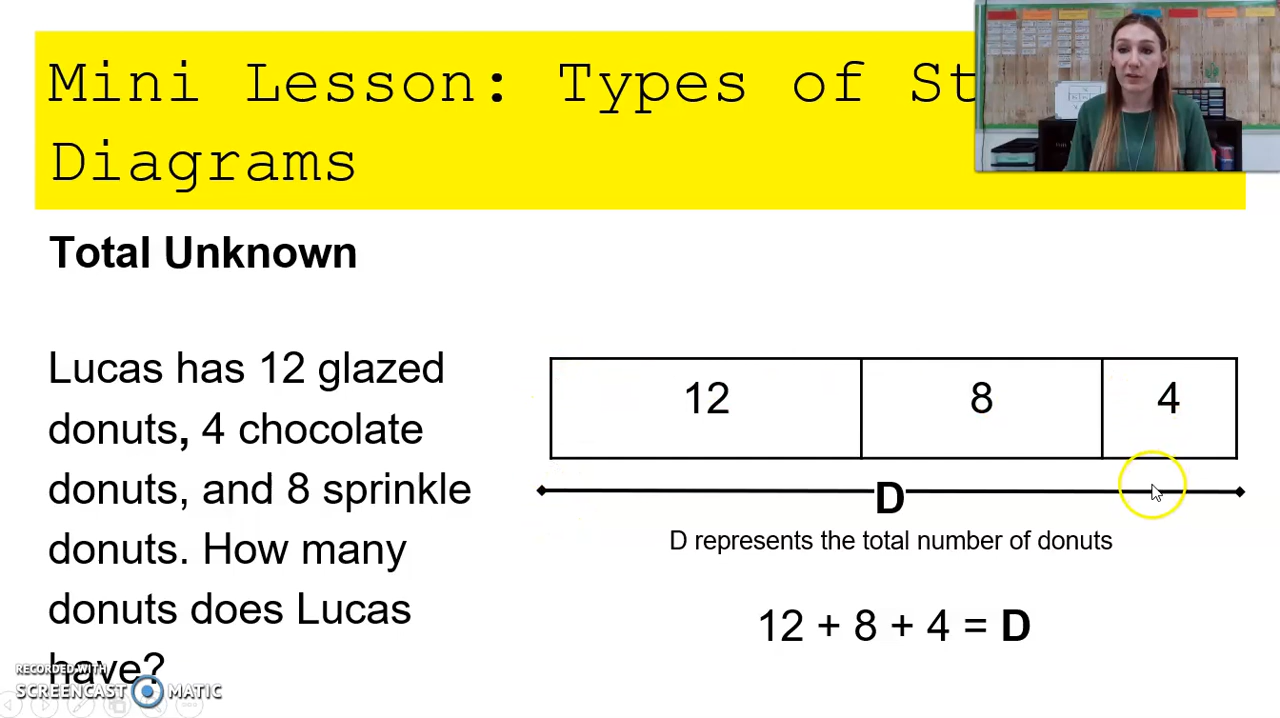 Mini Lesson: Types of St
Diagrams
Total Unknown
Lucas has 12 glazed
donuts, 4 chocolate
donuts, and 8 sprinkle
donuts. How many
donuts does Lucas
have?
12 8 4
D
D represents the total number of donuts
12 + 8 + 4 = D
RECORDED WITH
SCREENCAST MATIC